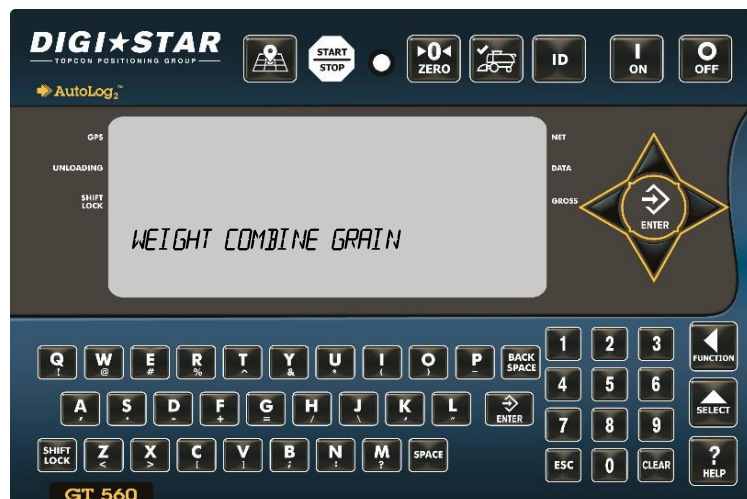 DIGI★STAR
TOPCON POSITIONING GROUP
AutoLog2™
START
STOP
0
ZERO
ID
I
ON
O
OFF
GPS
UNLOADING
SHIFT
LOCK
NET
DATA
GROSS
ENTER
WEIGHT COMBINE GRAIN
Q W E R T Y U I O P BACK
! @ # % ^ & * ( ) _ SPACE
A S D F G H J K L ENTER
SHIFT LOCK Z X C V B N M SPACE
< > [ ] ; : ?
1 2 3
4 5 6
7 8 9
ESC 0 CLEAR
FUNCTION
SELECT
?
HELP
GT 560